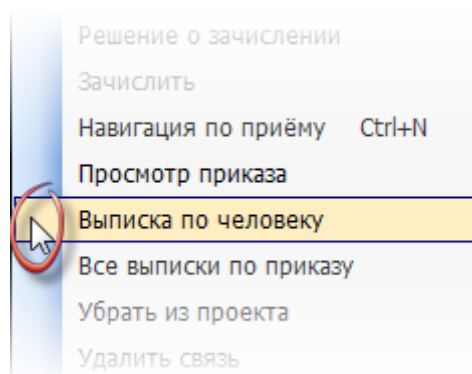 Решение о зачислении
Зачислить
Навигация по приёму Ctrl+N
Просмотр приказа
Выписка по человеку
Все выписки по приказу
Убрать из проекта
Удалить связь